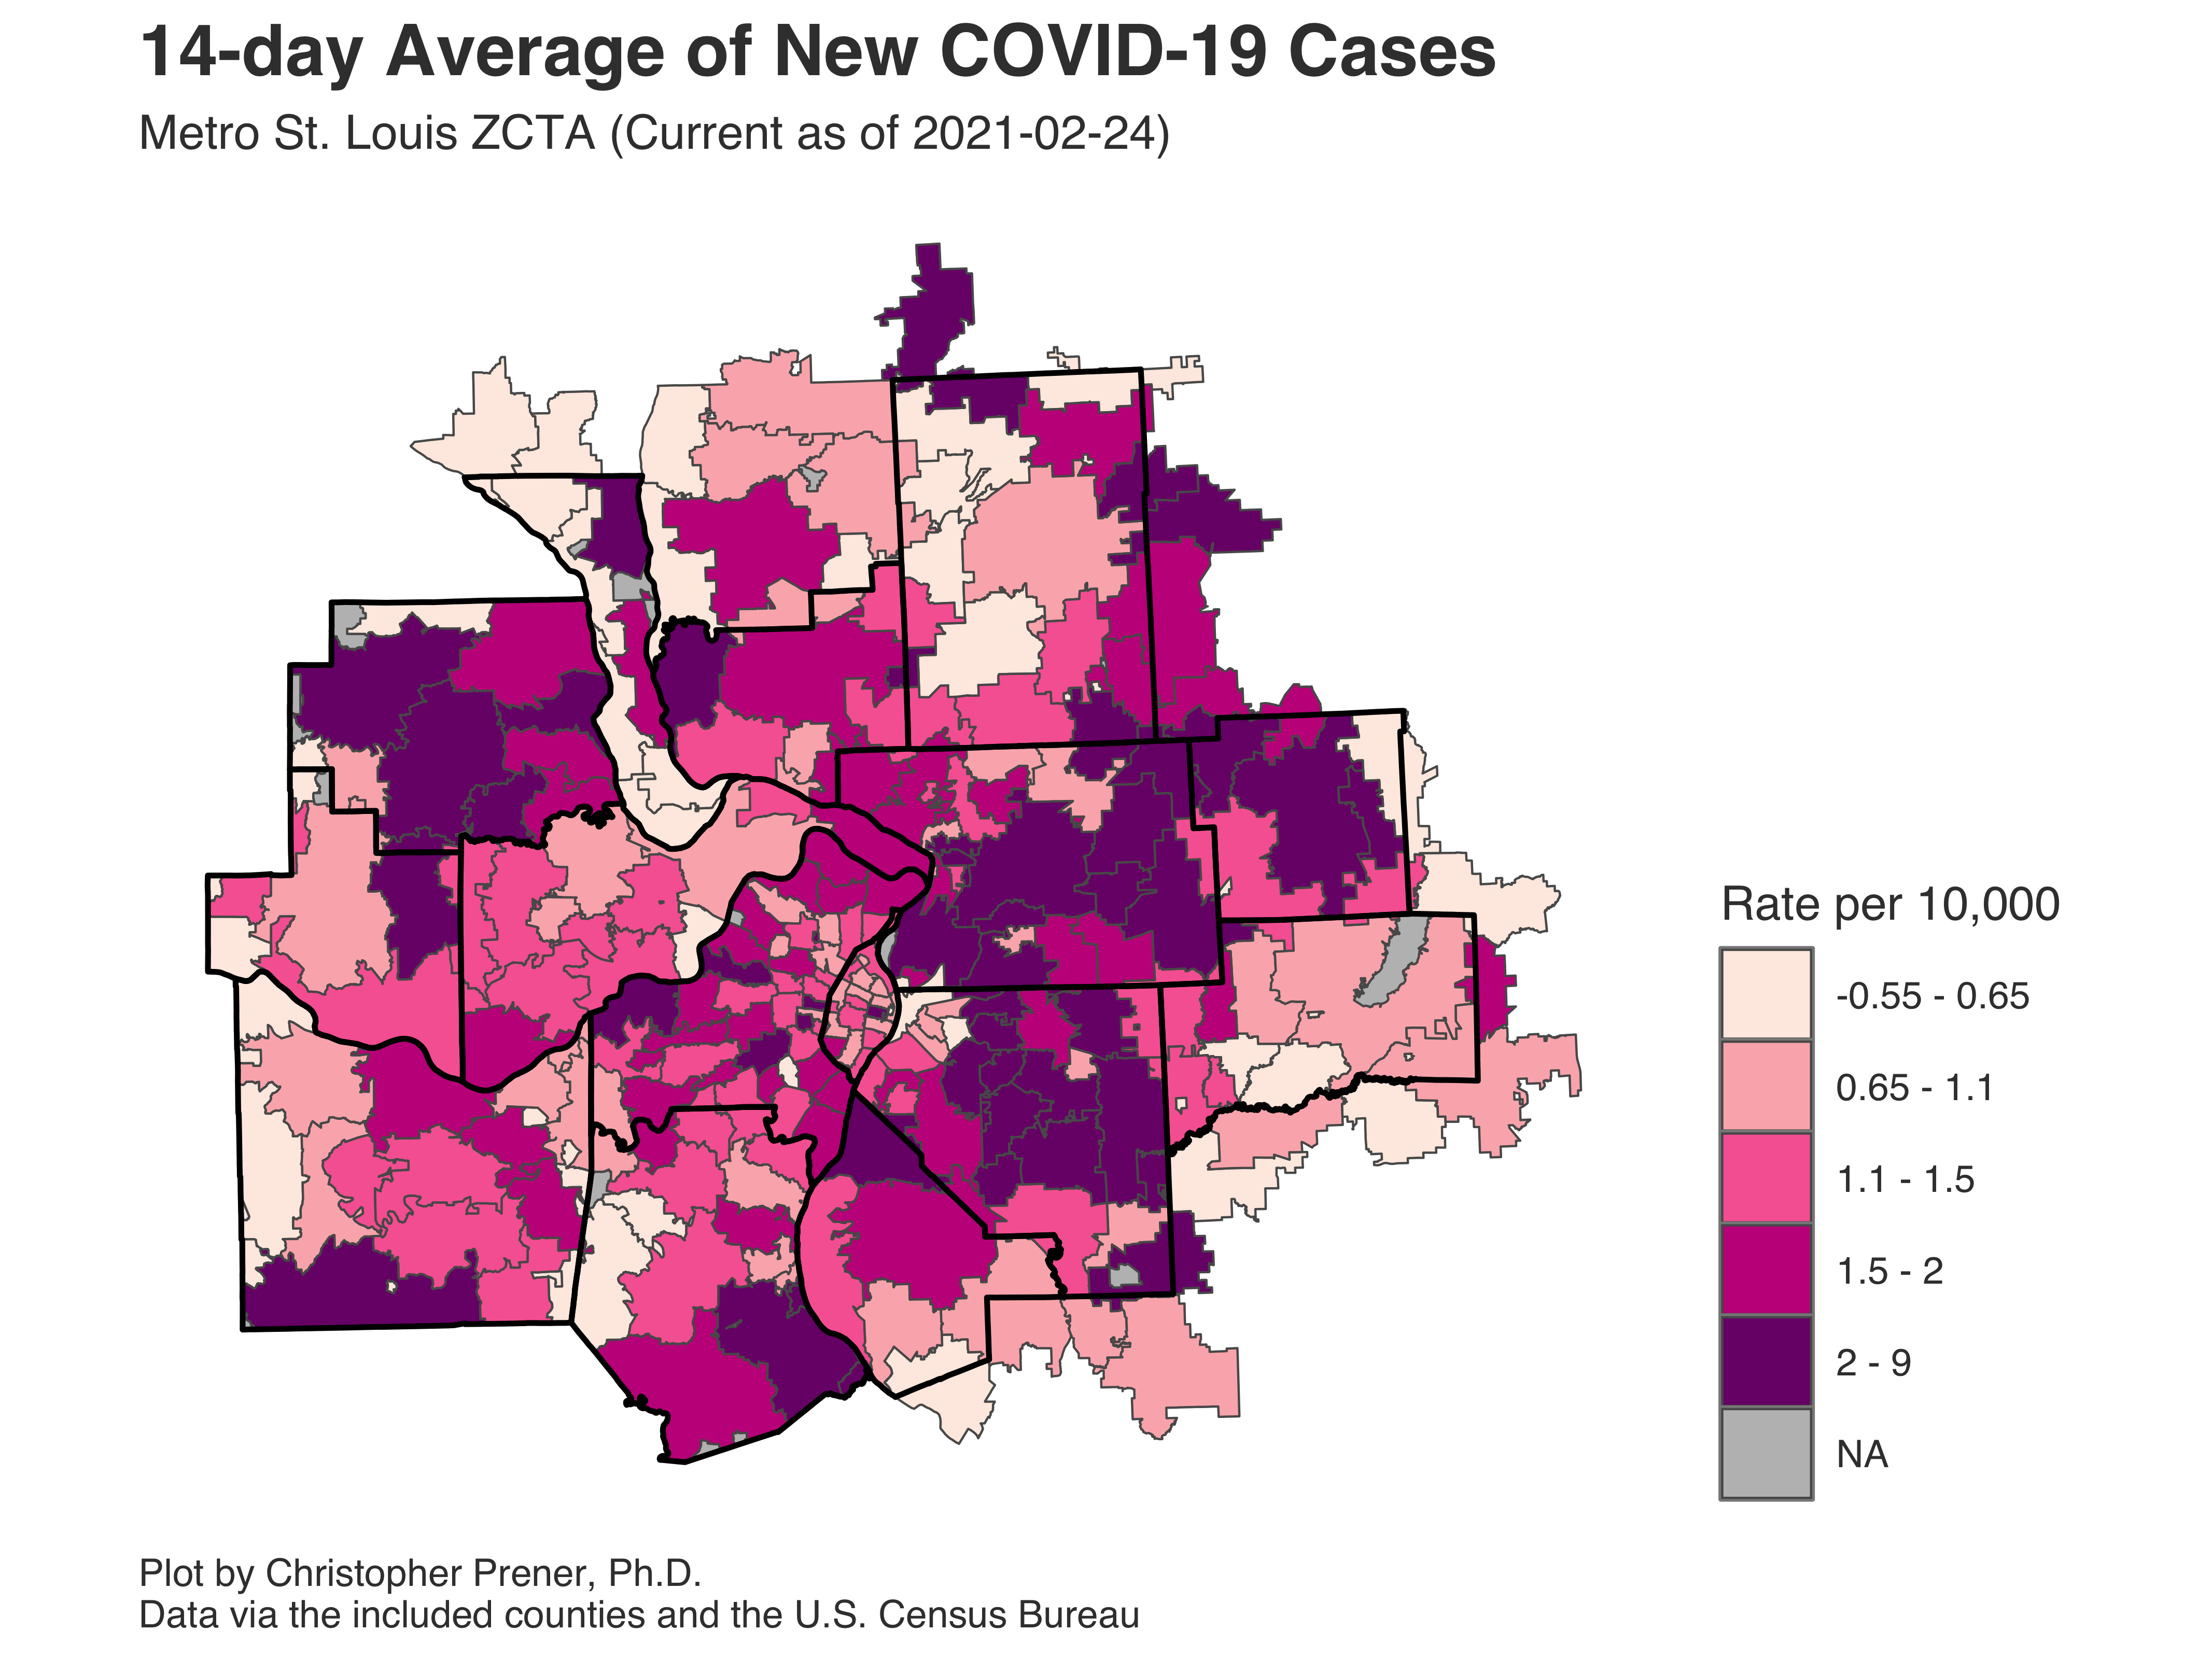 14-day Average of New COVID-19 Cases
Metro St. Louis ZCTA (Current as of 2021-02-24)
Rate per 10,000
-0.55 - 0.65
0.65 - 1.1
1.1 - 1.5
1.5 - 2
2 - 9
NA
Plot by Christopher Prener, Ph.D.
Data via the included counties and the U.S. Census Bureau